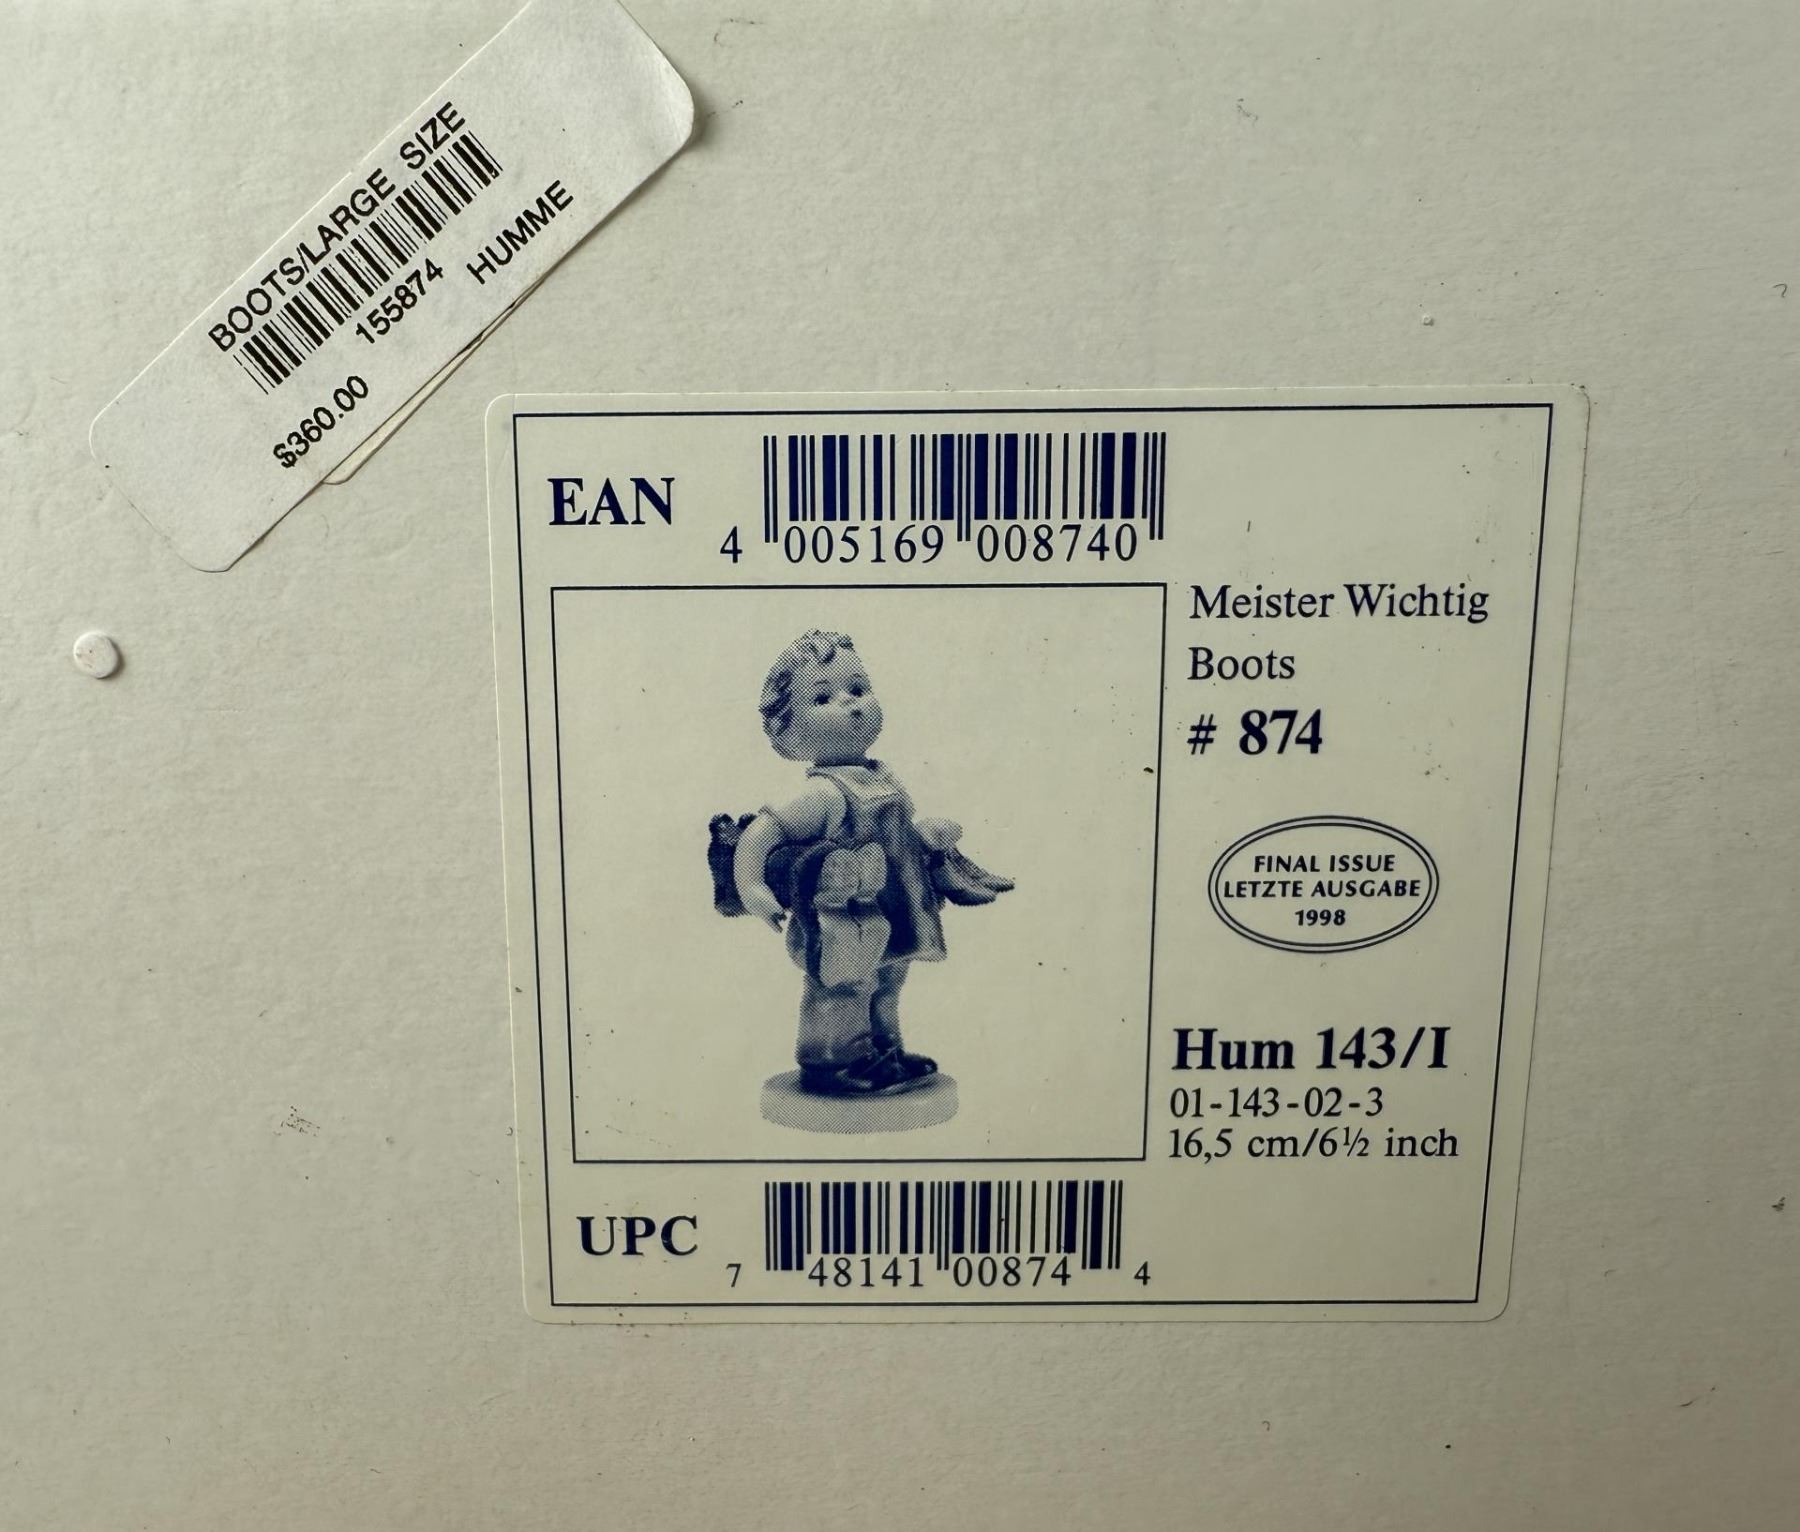 BOOTS/LARGE SIZE
155874 HUMME
$360.00
EAN
4 005169 008740
Meister Wichtig
Boots
# 874
FINAL ISSUE
LETZTE AUSGABE
1998
Hum 143/I
01-143-02-3
16,5 cm/6½ inch
UPC
7 48141 00874 4